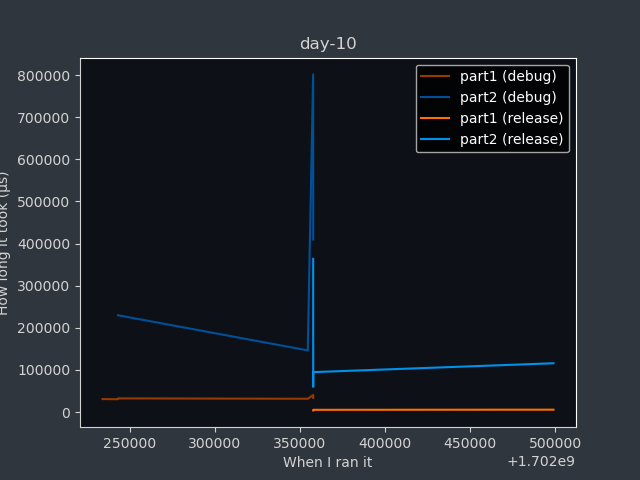 day-10
How long it took (µs)
800000
700000
600000
500000
400000
300000
200000
100000
0
part1 (debug)
part2 (debug)
part1 (release)
part2 (release)
250000
300000
350000
400000
450000
500000
When I ran it
+1.702e9